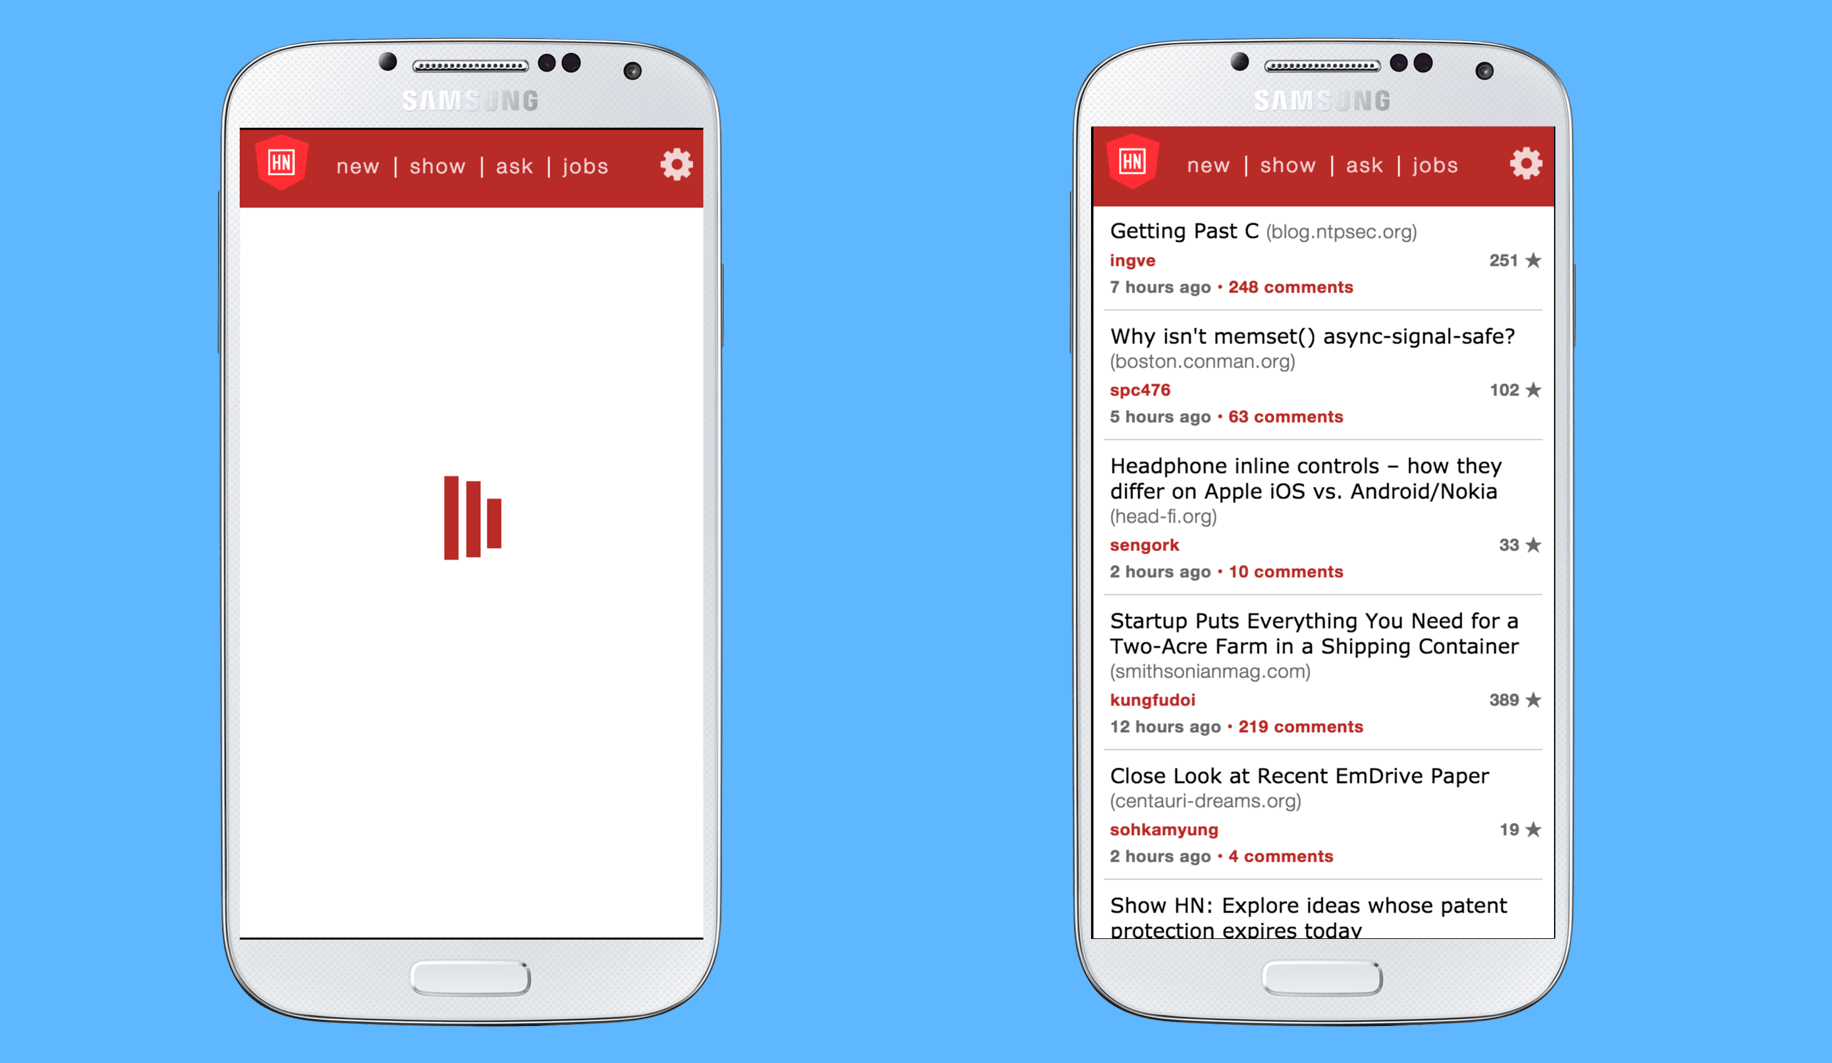 SAMSUNG
HN
new | show | ask | jobs
SAMSUNG
HN
new | show | ask | jobs
Getting Past C (blog.ntpsec.org)
ingve 251 ★
7 hours ago • 248 comments
Why isn't memset() async-signal-safe?
(boston.conman.org)
spc476 102 ★
5 hours ago • 63 comments
Headphone inline controls – how they
differ on Apple iOS vs. Android/Nokia
(head-fi.org)
sengork 33 ★
2 hours ago • 10 comments
Startup Puts Everything You Need for a
Two-Acre Farm in a Shipping Container
(smithsonianmag.com)
kungfudoi 389 ★
12 hours ago • 219 comments
Close Look at Recent EmDrive Paper
(centauri-dreams.org)
sohkamyung 19 ★
2 hours ago • 4 comments
Show HN: Explore ideas whose patent
protection expires today